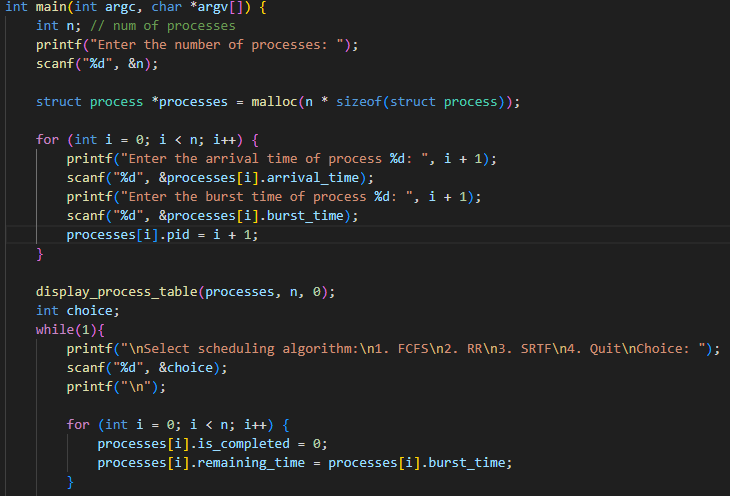 int main(int argc, char *argv[]) {
    int n; // num of processes
    printf("Enter the number of processes: ");
    scanf("%d", &n);

    struct process *processes = malloc(n * sizeof(struct process));

    for (int i = 0; i < n; i++) {
        printf("Enter the arrival time of process %d: ", i + 1);
        scanf("%d", &processes[i].arrival_time);
        printf("Enter the burst time of process %d: ", i + 1);
        scanf("%d", &processes[i].burst_time);
        processes[i].pid = i + 1;
    }

    display_process_table(processes, n, 0);
    int choice;
    while(1){
        printf("\nSelect scheduling algorithm:\n1. FCFS\n2. RR\n3. SRTF\n4. Quit\nChoice: ");
        scanf("%d", &choice);
        printf("\n");

        for (int i = 0; i < n; i++) {
            processes[i].is_completed = 0;
            processes[i].remaining_time = processes[i].burst_time;
        }